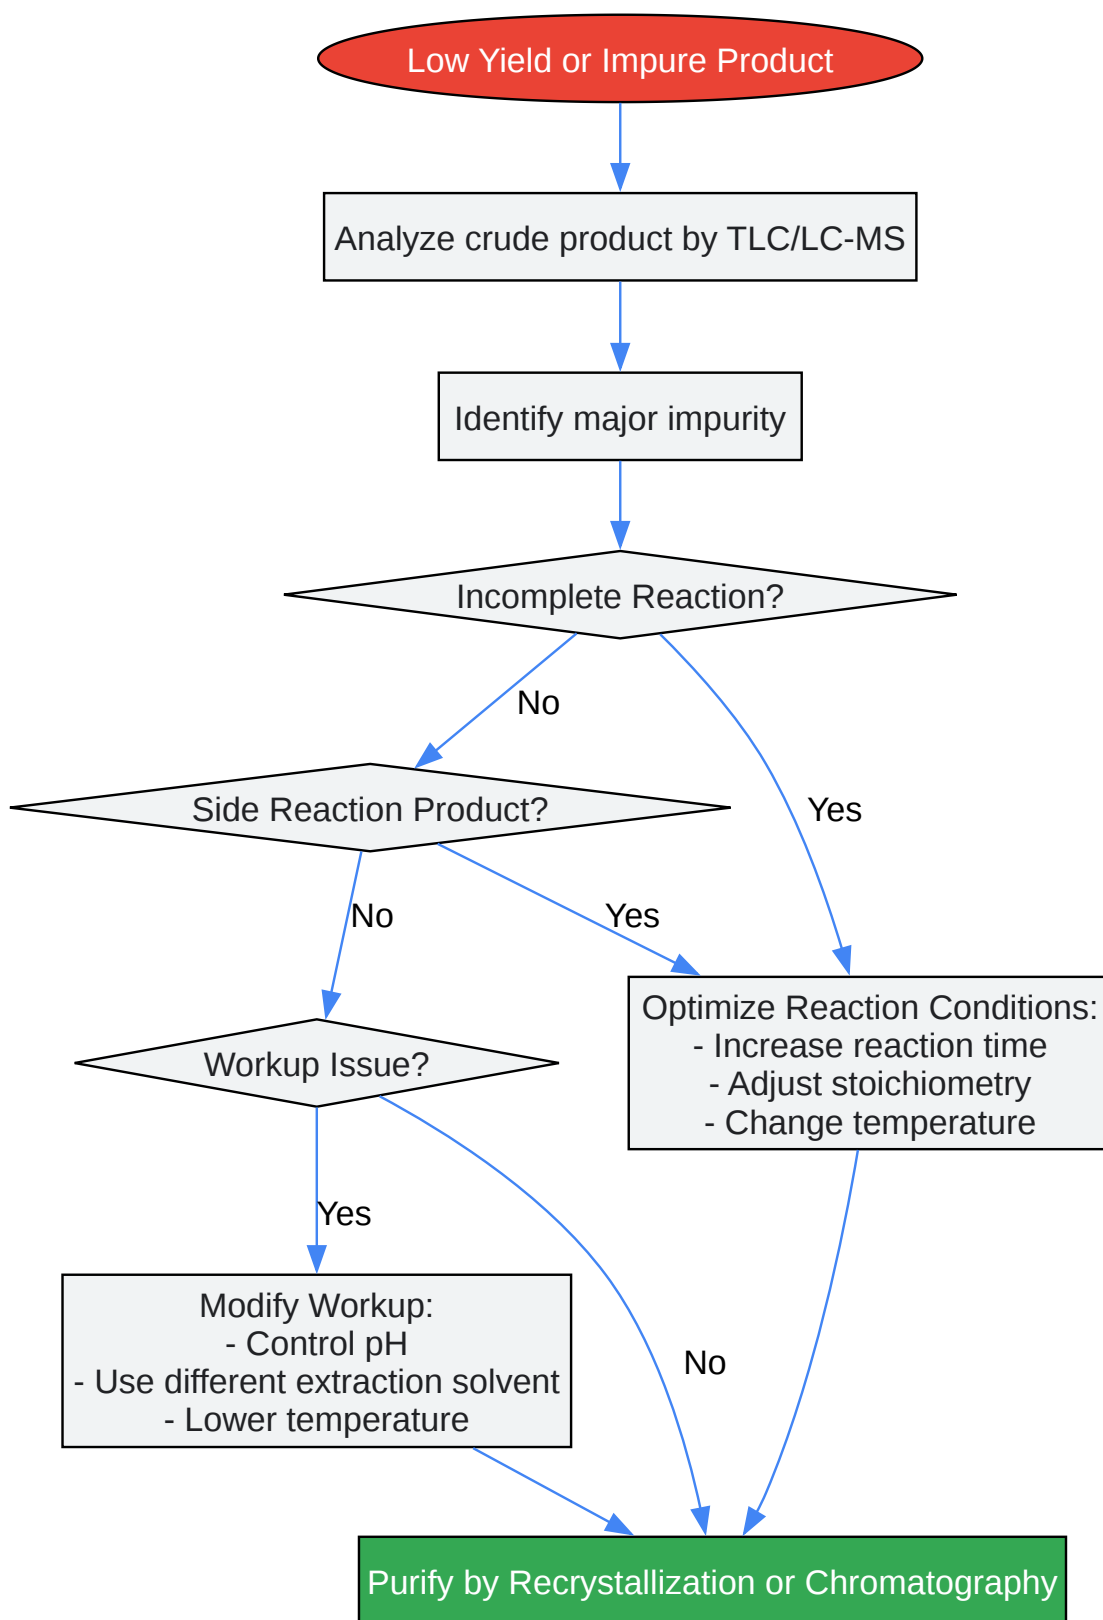 Low Yield or Impure Product
Analyze crude product by TLC/LC-MS
Identify major impurity
Incomplete Reaction?
No
Yes
Side Reaction Product?
No
Yes
Optimize Reaction Conditions:
- Increase reaction time
- Adjust stoichiometry
- Change temperature
Workup Issue?
Yes
No
Modify Workup:
- Control pH
- Use different extraction solvent
- Lower temperature
Purify by Recrystallization or Chromatography